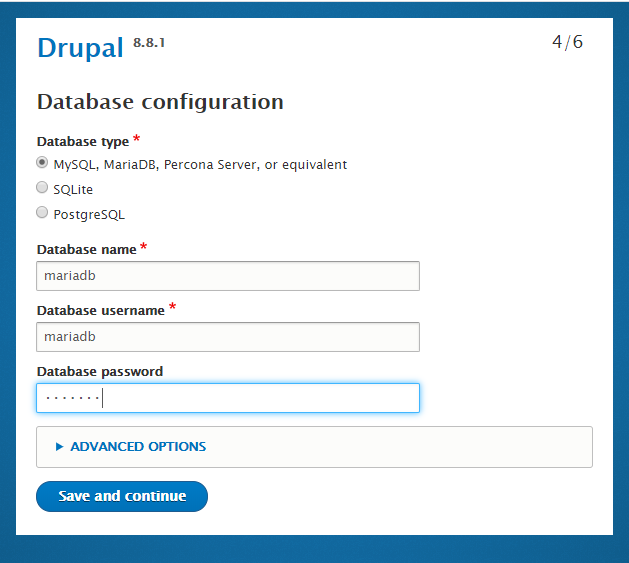 Drupal 8.8.1
4/6
Database configuration
Database type *
MySQL, MariaDB, Percona Server, or equivalent
SQLite
PostgreSQL
Database name *
mariadb
Database username *
mariadb
Database password
·······
ADVANCED OPTIONS
Save and continue